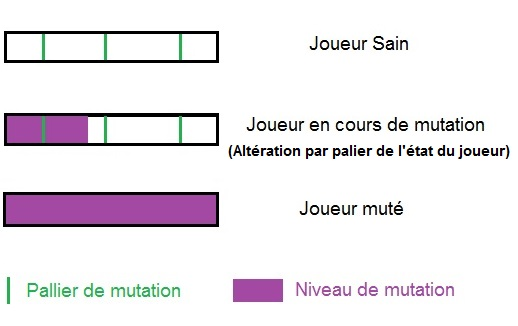 Joueur Sain
Joueur en cours de mutation
(Altération par palier de l'état du joueur)
Joueur muté
Pallier de mutation
Niveau de mutation